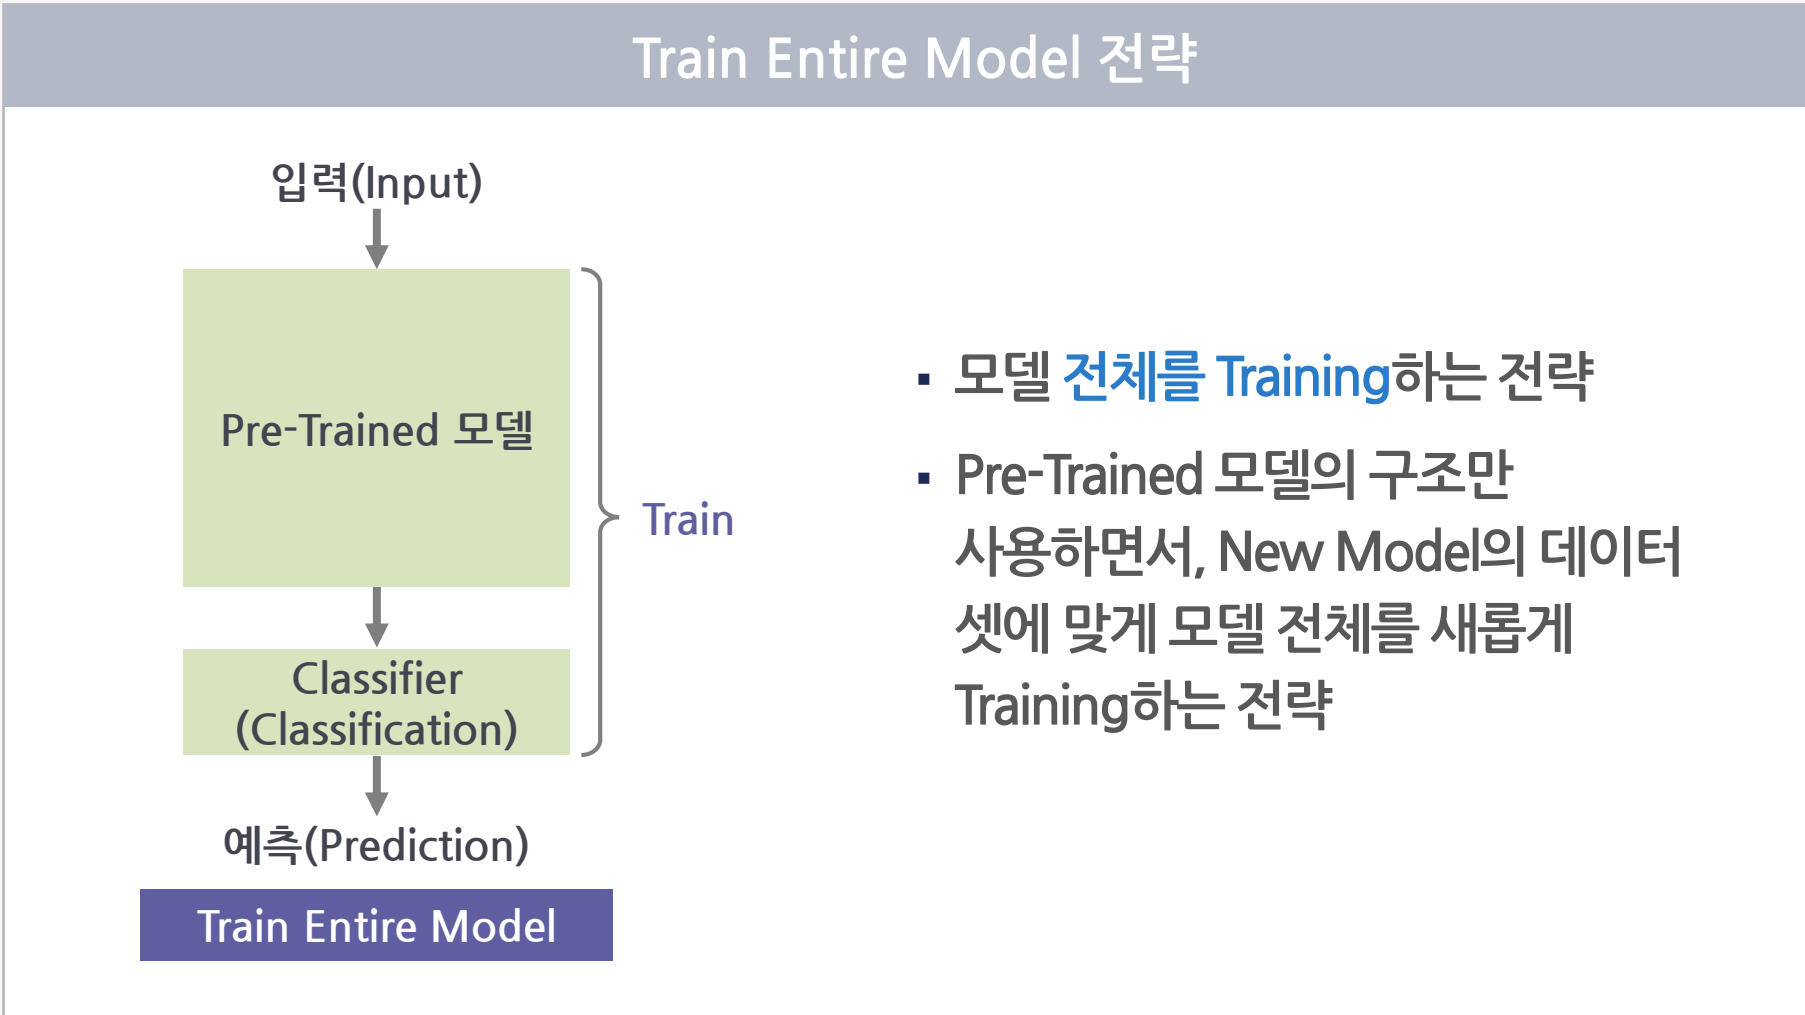 Train Entire Model 전략
입력(Input)
Pre-Trained 모델
Train
Classifier
(Classification)
예측(Prediction)
Train Entire Model
▪ 모델 전체를 Training하는 전략
▪ Pre-Trained 모델의 구조만
사용하면서, New Model의 데이터
셋에 맞게 모델 전체를 새롭게
Training하는 전략